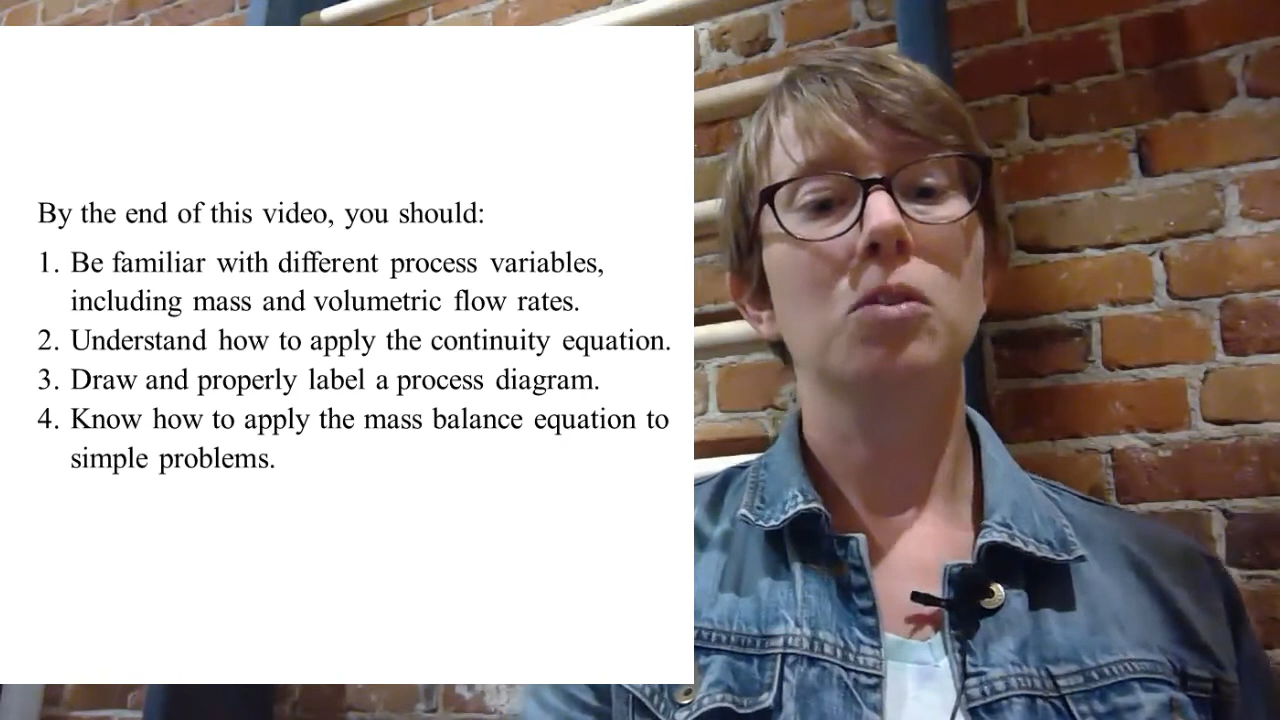 By the end of this video, you should:
1. Be familiar with different process variables,
including mass and volumetric flow rates.
2. Understand how to apply the continuity equation.
3. Draw and properly label a process diagram.
4. Know how to apply the mass balance equation to
simple problems.